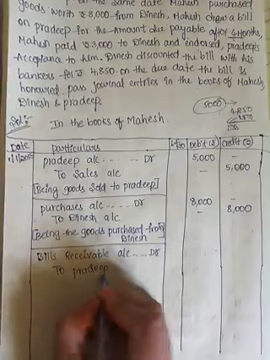 the same date Mahesh purchased
goods worth ₹ 8,000 from Dinesh, Mahesh drew a bill
on pradeep for the amount due payable after 4 months,
Mahesh paid ₹ 3,000 to Dinesh and endorsed pradeep's
Acceptance to him. Dinesh discounted the bill with his
bankers for ₹ 4,850 on the due date the bill is
honoured. pass journal entries in the books of Mahesh
Dinesh & pradeep
5000
4850
150
Sol:- In the books of Mahesh
Date particulars debit(₹) credit(₹)
pradeep a/c ..... Dr 5,000 -
To Sales a/c - 5,000
[Being goods sold to pradeep]
purchases a/c ..... Dr 8,000 -
To Dinesh a/c - 8,000
[Being the goods purchased from
Dinesh]
Bills Receivable a/c .... Dr
To pradeep